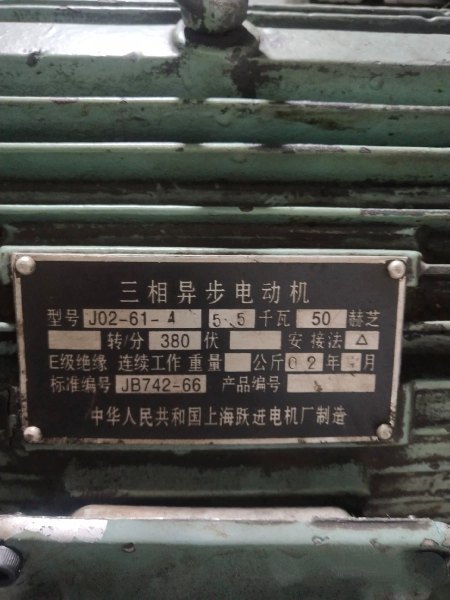 三相异步电动机
型号 J02-61-4 5.5 千瓦 50 赫芝
转/分 380 伏 安 接法 △
E级绝缘 连续工作 重量 公斤 02年 月
标准编号 JB742-66 产品编号
中华人民共和国上海跃进电机厂制造